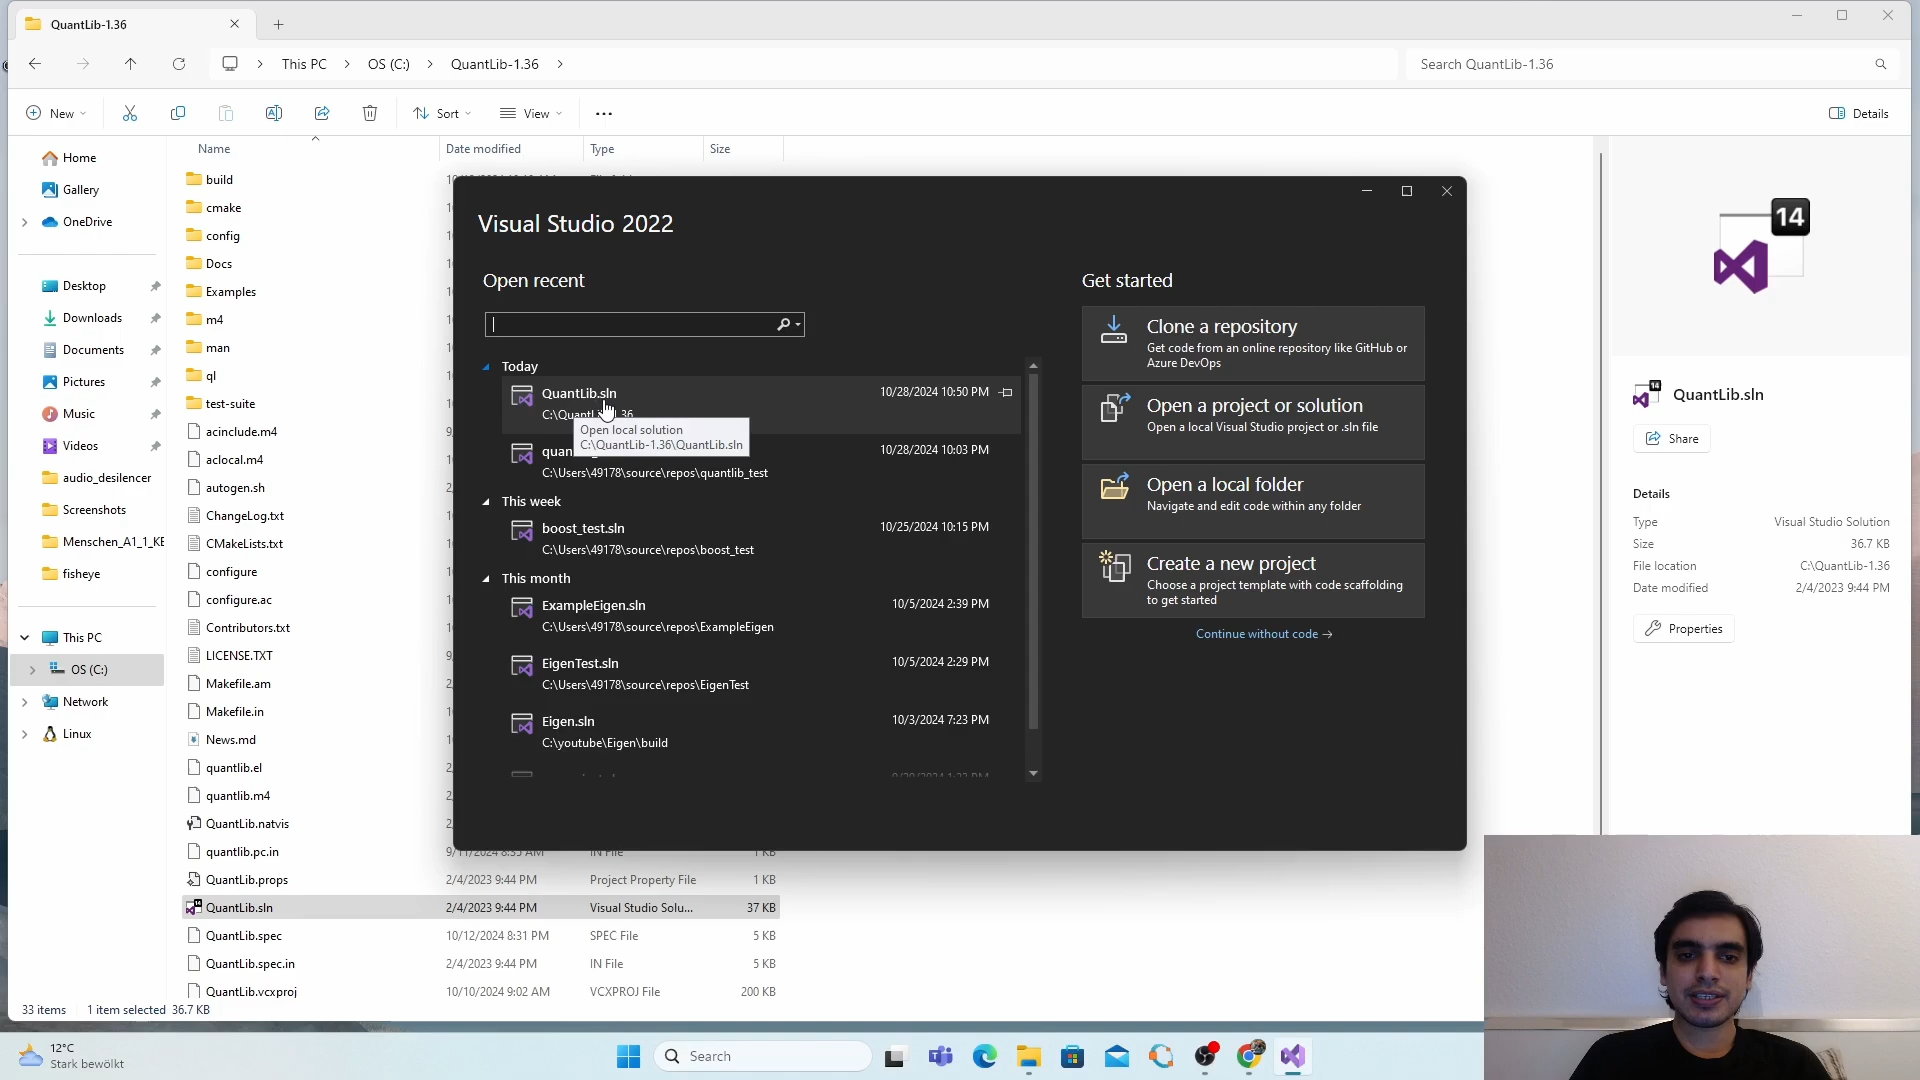 QuantLib-1.36
This PC
OS (C:)
QuantLib-1.36
Search QuantLib-1.36
New
Sort
View
Details
Name
Date modified
Type
Size
Home
Gallery
OneDrive
Desktop
Downloads
Documents
Pictures
Music
Videos
audio_desilencer
Screenshots
Menschen_A1_1_KE
fisheye
This PC
OS (C:)
Network
Linux
build
cmake
config
Docs
Examples
m4
man
ql
test-suite
acinclude.m4
aclocal.m4
autogen.sh
ChangeLog.txt
CMakeLists.txt
configure
configure.ac
Contributors.txt
LICENSE.TXT
Makefile.am
Makefile.in
News.md
quantlib.el
quantlib.m4
QuantLib.natvis
quantlib.pc.in
QuantLib.props 2/4/2023 9:44 PM Project Property File 1 KB
QuantLib.sln 2/4/2023 9:44 PM Visual Studio Solu... 37 KB
QuantLib.spec 10/12/2024 8:31 PM SPEC File 5 KB
QuantLib.spec.in 2/4/2023 9:44 PM IN File 5 KB
QuantLib.vcxproj 10/10/2024 9:02 AM VCXPROJ File 200 KB
33 items 1 item selected 36.7 KB
Visual Studio 2022
Open recent
Today
QuantLib.sln 10/28/2024 10:50 PM
Open local solution
C:\QuantLib-1.36\QuantLib.sln
10/28/2024 10:03 PM
C:\Users\49178\source\repos\quantlib_test
This week
boost_test.sln 10/25/2024 10:15 PM
C:\Users\49178\source\repos\boost_test
This month
ExampleEigen.sln 10/5/2024 2:39 PM
C:\Users\49178\source\repos\ExampleEigen
EigenTest.sln 10/5/2024 2:29 PM
C:\Users\49178\source\repos\EigenTest
Eigen.sln 10/3/2024 7:23 PM
C:\youtube\Eigen\build
Get started
Clone a repository
Get code from an online repository like GitHub or
Azure DevOps
Open a project or solution
Open a local Visual Studio project or .sln file
Open a local folder
Navigate and edit code within any folder
Create a new project
Choose a project template with code scaffolding
to get started
Continue without code →
14
14
QuantLib.sln
Share
Details
Type Visual Studio Solution
Size 36.7 KB
File location C:\QuantLib-1.36
Date modified 2/4/2023 9:44 PM
Properties
12°C
Stark bewölkt
Search